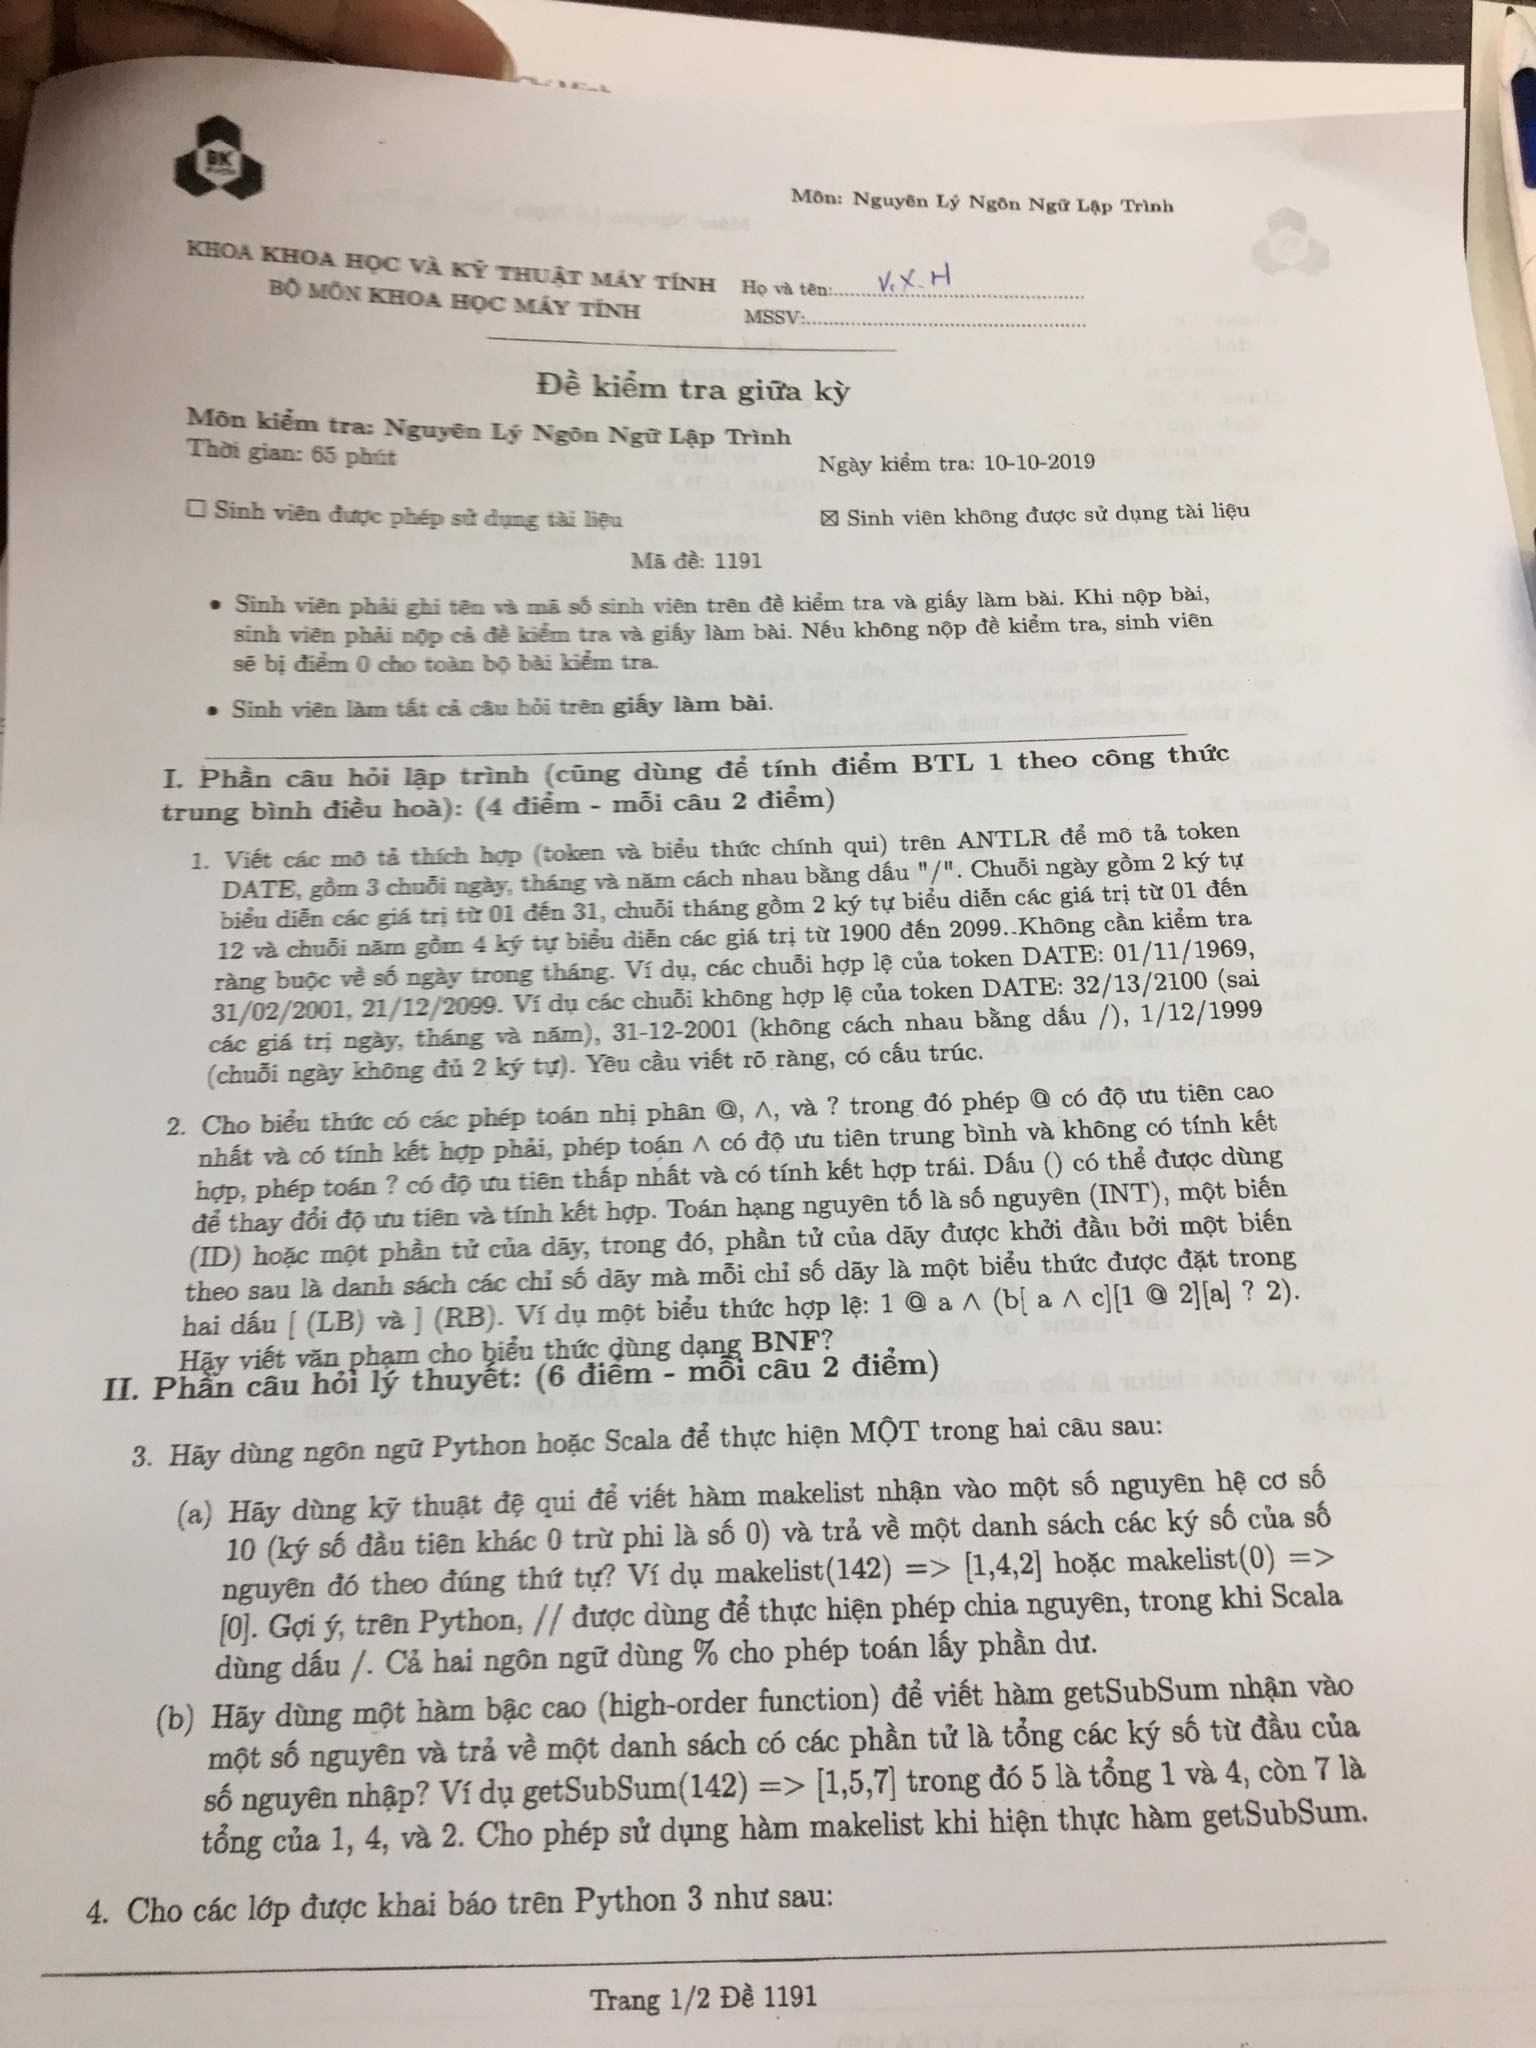 BK
Môn: Nguyên Lý Ngôn Ngữ Lập Trình
KHOA KHOA HỌC VÀ KỸ THUẬT MÁY TÍNH
BỘ MÔN KHOA HỌC MÁY TÍNH
Họ và tên: V.X.H
MSSV:
Đề kiểm tra giữa kỳ
Môn kiểm tra: Nguyên Lý Ngôn Ngữ Lập Trình
Thời gian: 65 phút
Ngày kiểm tra: 10-10-2019
☐ Sinh viên được phép sử dụng tài liệu
☒ Sinh viên không được sử dụng tài liệu
Mã đề: 1191
• Sinh viên phải ghi tên và mã số sinh viên trên đề kiểm tra và giấy làm bài. Khi nộp bài,
sinh viên phải nộp cả đề kiểm tra và giấy làm bài. Nếu không nộp đề kiểm tra, sinh viên
sẽ bị điểm 0 cho toàn bộ bài kiểm tra.
• Sinh viên làm tất cả câu hỏi trên giấy làm bài.
I. Phần câu hỏi lập trình (cũng dùng để tính điểm BTL 1 theo công thức
trung bình điều hoà): (4 điểm - mỗi câu 2 điểm)
1. Viết các mô tả thích hợp (token và biểu thức chính qui) trên ANTLR để mô tả token
DATE, gồm 3 chuỗi ngày, tháng và năm cách nhau bằng dấu "/". Chuỗi ngày gồm 2 ký tự
biểu diễn các giá trị từ 01 đến 31, chuỗi tháng gồm 2 ký tự biểu diễn các giá trị từ 01 đến
12 và chuỗi năm gồm 4 ký tự biểu diễn các giá trị từ 1900 đến 2099..Không cần kiểm tra
ràng buộc về số ngày trong tháng. Ví dụ, các chuỗi hợp lệ của token DATE: 01/11/1969,
31/02/2001, 21/12/2099. Ví dụ các chuỗi không hợp lệ của token DATE: 32/13/2100 (sai
các giá trị ngày, tháng và năm), 31-12-2001 (không cách nhau bằng dấu /), 1/12/1999
(chuỗi ngày không đủ 2 ký tự). Yêu cầu viết rõ ràng, có cấu trúc.
2. Cho biểu thức có các phép toán nhị phân @, ∧, và ? trong đó phép @ có độ ưu tiên cao
nhất và có tính kết hợp phải, phép toán ∧ có độ ưu tiên trung bình và không có tính kết
hợp, phép toán ? có độ ưu tiên thấp nhất và có tính kết hợp trái. Dấu () có thể được dùng
để thay đổi độ ưu tiên và tính kết hợp. Toán hạng nguyên tố là số nguyên (INT), một biến
(ID) hoặc một phần tử của dãy, trong đó, phần tử của dãy được khởi đầu bởi một biến
theo sau là danh sách các chỉ số dãy mà mỗi chỉ số dãy là một biểu thức được đặt trong
hai dấu [ (LB) và ] (RB). Ví dụ một biểu thức hợp lệ: 1 @ a ∧ (b[ a ∧ c][1 @ 2][a] ? 2).
Hãy viết văn phạm cho biểu thức dùng dạng BNF?
II. Phần câu hỏi lý thuyết: (6 điểm - mỗi câu 2 điểm)
3. Hãy dùng ngôn ngữ Python hoặc Scala để thực hiện MỘT trong hai câu sau:
(a) Hãy dùng kỹ thuật đệ qui để viết hàm makelist nhận vào một số nguyên hệ cơ số
10 (ký số đầu tiên khác 0 trừ phi là số 0) và trả về một danh sách các ký số của số
nguyên đó theo đúng thứ tự? Ví dụ makelist(142) => [1,4,2] hoặc makelist(0) =>
[0]. Gợi ý, trên Python, // được dùng để thực hiện phép chia nguyên, trong khi Scala
dùng dấu /. Cả hai ngôn ngữ dùng % cho phép toán lấy phần dư.
(b) Hãy dùng một hàm bậc cao (high-order function) để viết hàm getSubSum nhận vào
một số nguyên và trả về một danh sách có các phần tử là tổng các ký số từ đầu của
số nguyên nhập? Ví dụ getSubSum(142) => [1,5,7] trong đó 5 là tổng 1 và 4, còn 7 là
tổng của 1, 4, và 2. Cho phép sử dụng hàm makelist khi hiện thực hàm getSubSum.
4. Cho các lớp được khai báo trên Python 3 như sau:
Trang 1/2 Đề 1191